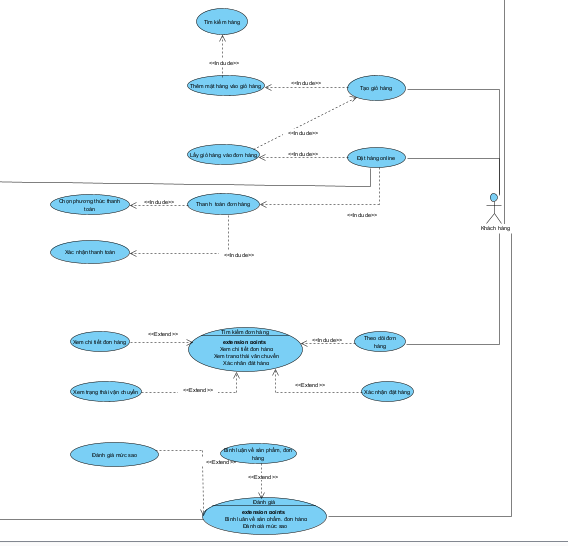 Tìm kiếm hàng
<<Include>>
Thêm mặt hàng vào giỏ hàng
<<Include>>
Tạo giỏ hàng
<<Include>>
Lấy giỏ hàng vào đơn hàng
<<Include>>
Đặt hàng online
Chọn phương thức thanh
toán
<<Include>>
Thanh toán đơn hàng
<<Include>>
Khách hàng
Xác nhận thanh toán
<<Include>>
Xem chi tiết đơn hàng
<<Extend>>
Tìm kiếm đơn hàng
extension points
Xem chi tiết đơn hàng
Xem trạng thái vận chuyển
Xác nhận đặt hàng
<<Include>>
Theo dõi đơn
hàng
Xem trạng thái vận chuyển
<<Extend>>
<<Extend>>
Xác nhận đặt hàng
Đánh giá mức sao
<<Extend>>
Bình luận về sản phẩm, đơn
hàng
<<Extend>>
Đánh giá
extension points
Bình luận về sản phẩm, đơn hàng
Đánh giá mức sao